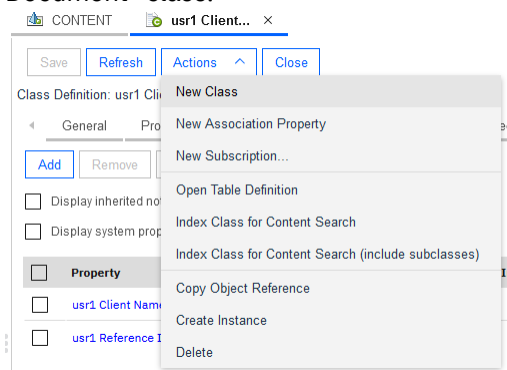 CONTENT
usr1 Client... ×
Save Refresh Actions Close
Class Definition: usr1 Cli
New Class
General Pro
New Association Property
Add Remove
New Subscription...
Open Table Definition
Display inherited no
Index Class for Content Search
Display system prop
Index Class for Content Search (include subclasses)
Property
Copy Object Reference
usr1 Client Name
Create Instance
usr1 Reference I
Delete